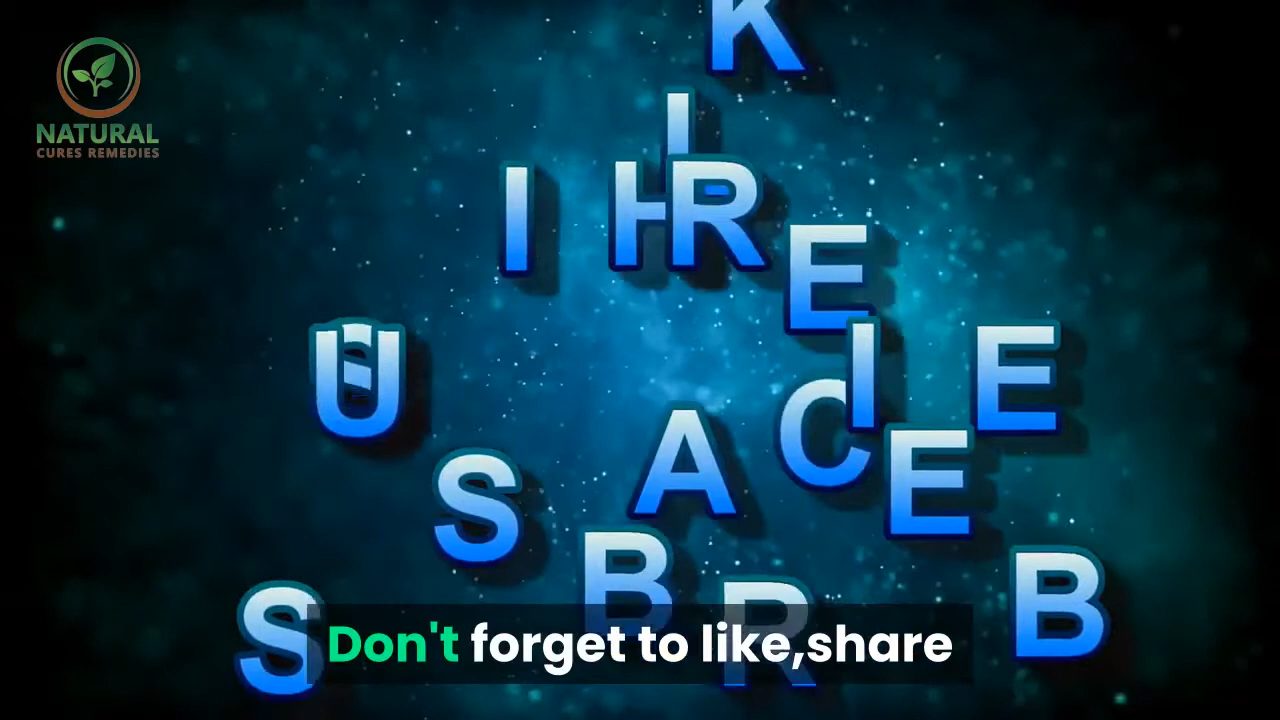 NATURAL
CURES REMEDIES
K
I
I H R
E
U I E
C
A E
S
B B
R
S
Don't forget to like,share